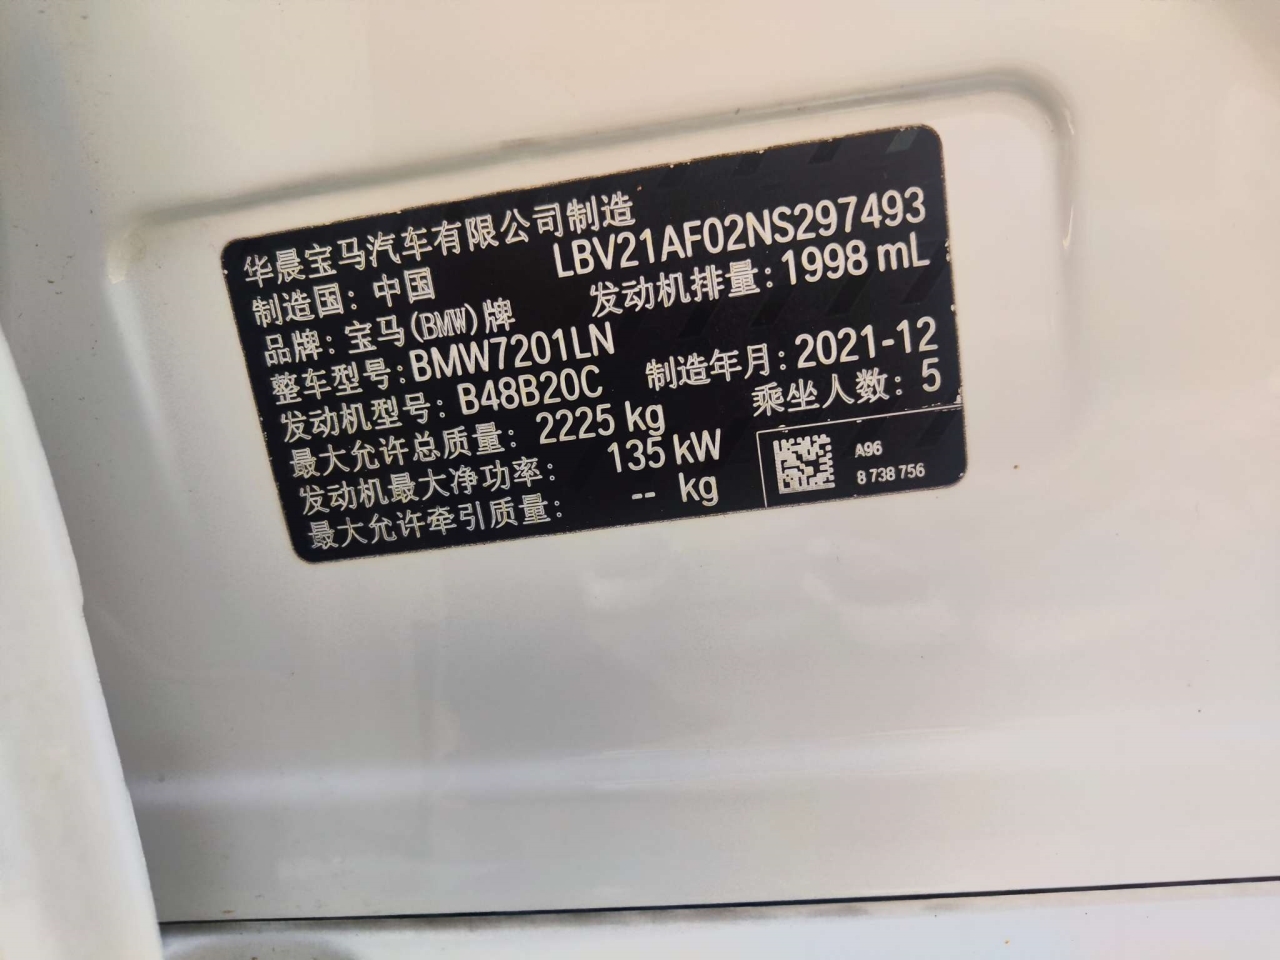 华晨宝马汽车有限公司制造
LBV21AF02NS297493
制造国：中国
发动机排量：1998 mL
品牌：宝马(BMW)牌
整车型号：BMW7201LN
制造年月：2021-12
发动机型号：B48B20C
乘坐人数：5
最大允许总质量：2225 kg
发动机最大净功率：135 kW
最大允许牵引质量：-- kg
A96
8 738 756